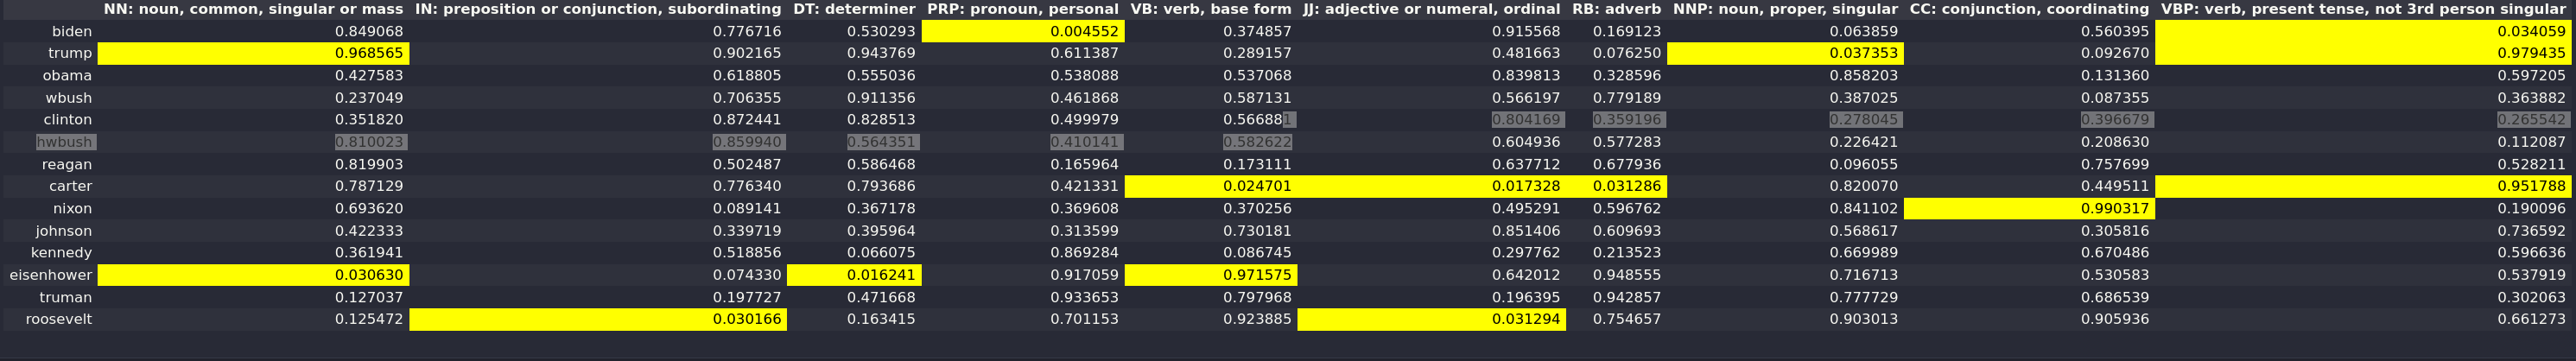 NN: noun, common, singular or mass IN: preposition or conjunction, subordinating DT: determiner PRP: pronoun, personal VB: verb, base form JJ: adjective or numeral, ordinal RB: adverb NNP: noun, proper, singular CC: conjunction, coordinating VBP: verb, present tense, not 3rd person singular
biden 0.849068 0.776716 0.530293 0.004552 0.374857 0.915568 0.169123 0.063859 0.560395 0.034059
trump 0.968565 0.902165 0.943769 0.611387 0.289157 0.481663 0.076250 0.037353 0.092670 0.979435
obama 0.427583 0.618805 0.555036 0.538088 0.537068 0.839813 0.328596 0.858203 0.131360 0.597205
wbush 0.237049 0.706355 0.911356 0.461868 0.587131 0.566197 0.779189 0.387025 0.087355 0.363882
clinton 0.351820 0.872441 0.828513 0.499979 0.566881 0.804169 0.359196 0.278045 0.396679 0.265542
hwbush 0.810023 0.859940 0.564351 0.410141 0.582622 0.604936 0.577283 0.226421 0.208630 0.112087
reagan 0.819903 0.502487 0.586468 0.165964 0.173111 0.637712 0.677936 0.096055 0.757699 0.528211
carter 0.787129 0.776340 0.793686 0.421331 0.024701 0.017328 0.031286 0.820070 0.449511 0.951788
nixon 0.693620 0.089141 0.367178 0.369608 0.370256 0.495291 0.596762 0.841102 0.990317 0.190096
johnson 0.422333 0.339719 0.395964 0.313599 0.730181 0.851406 0.609693 0.568617 0.305816 0.736592
kennedy 0.361941 0.518856 0.066075 0.869284 0.086745 0.297762 0.213523 0.669989 0.670486 0.596636
eisenhower 0.030630 0.074330 0.016241 0.917059 0.971575 0.642012 0.948555 0.716713 0.530583 0.537919
truman 0.127037 0.197727 0.471668 0.933653 0.797968 0.196395 0.942857 0.777729 0.686539 0.302063
roosevelt 0.125472 0.030166 0.163415 0.701153 0.923885 0.031294 0.754657 0.903013 0.905936 0.661273